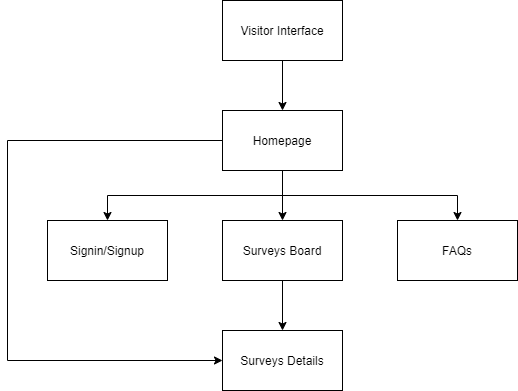 Visitor Interface
Homepage
Signin/Signup
Surveys Board
FAQs
Surveys Details